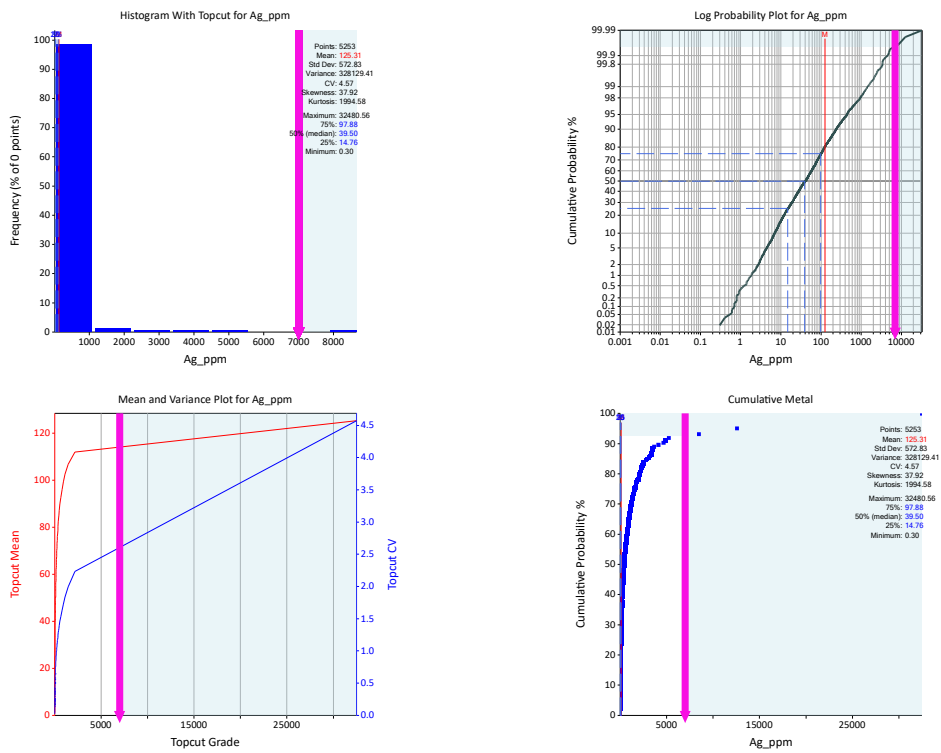 Histogram With Topcut for Ag_ppm
Frequency (% of 0 points)
100
90
80
70
60
50
40
30
20
10
0
Points: 5253
Mean: 125.31
Std Dev: 572.83
Variance: 328129.41
CV: 4.57
Skewness: 37.92
Kurtosis: 1994.58
Maximum: 32480.56
75%: 97.88
50% (median): 39.50
25%: 14.76
Minimum: 0.30
1000 2000 3000 4000 5000 6000 7000 8000
Ag_ppm
Log Probability Plot for Ag_ppm
Cumulative Probability %
M
99.99
99.9
99.8
99
98
95
90
80
70
60
50
40
30
20
10
5
2
1
0.5
0.2
0.1
0.05
0.02
0.01
0.001 0.01 0.1 1 10 100 1000 10000
Ag_ppm
Mean and Variance Plot for Ag_ppm
Topcut Mean
120
100
80
60
40
20
0
Topcut CV
4.5
4.0
3.5
3.0
2.5
2.0
1.5
1.0
0.5
0.0
5000 15000 25000
Topcut Grade
Cumulative Metal
Cumulative Probability %
100
90
80
70
60
50
40
30
20
10
0
Points: 5253
Mean: 125.31
Std Dev: 572.83
Variance: 328129.41
CV: 4.57
Skewness: 37.92
Kurtosis: 1994.58
Maximum: 32480.56
75%: 97.88
50% (median): 39.50
25%: 14.76
Minimum: 0.30
5000 15000 25000
Ag_ppm